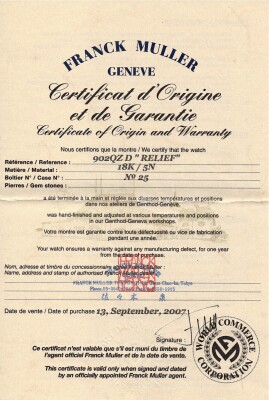 FRANCK MULLER
GENEVE
Certificat d'Origine
et de Garantie
Certificate of Origin and Warranty
Nous certifions que la montre / We certify that the watch
Référence / Reference : 902QZ D " RELIEF"
Matière / Material : 18K / 5N
Boîtier N° / Case N° : No 25
Pierres / Gem stones :
a été terminée à la main et réglée aux diverses températures et positions
dans nos ateliers de Genthod-Genève.
was hand-finished and adjusted at various temperatures and positions
in our Genthod-Geneva workshops.
Votre montre est garantie contre toute défectuosité ou vice de fabrication
pendant une année.
Your watch ensures a warranty against any manufacturing defect, for one year
from the date of purchase.
Nom, adresse et timbre du concessionnaire
Name, address and stamp of authorised
FRANCK MULLER
FRANCK MULLER Chuo-ku, Tokyo
Date de vente / Date of purchase 13, September, 2007
Signature :
Ce certificat n'est valable que s'il est muni du timbre de
l'agent officiel Franck Muller et de la date de vente.
This certificate is valid only when signed and dated
by an officially appointed Franck Muller agent.
WORLD COMMERCE
CORPORATION